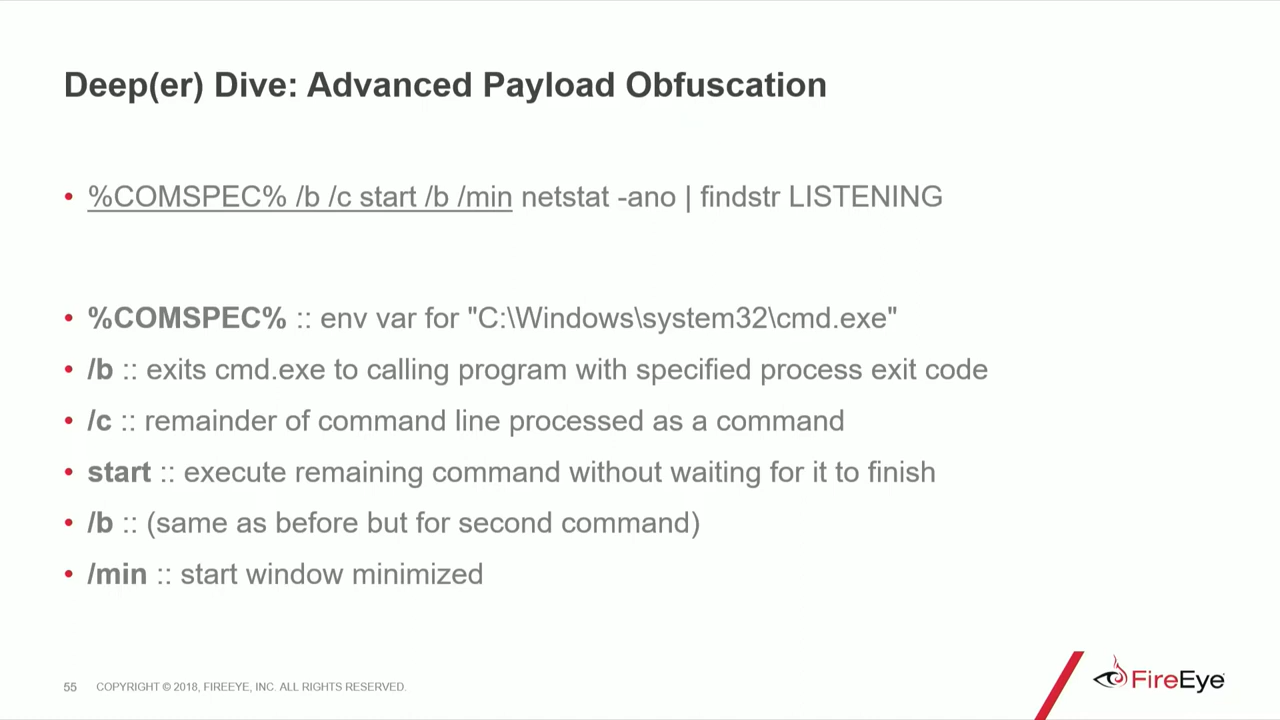 Deep(er) Dive: Advanced Payload Obfuscation
• %COMSPEC% /b /c start /b /min netstat -ano | findstr LISTENING
• %COMSPEC% :: env var for "C:\Windows\system32\cmd.exe"
• /b :: exits cmd.exe to calling program with specified process exit code
• /c :: remainder of command line processed as a command
• start :: execute remaining command without waiting for it to finish
• /b :: (same as before but for second command)
• /min :: start window minimized
55 COPYRIGHT © 2018, FIREEYE, INC. ALL RIGHTS RESERVED.
FireEye